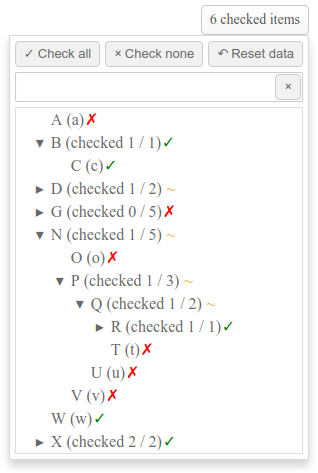 6 checked items
✓ Check all × Check none ↶ Reset data
×
A (a)✗
▼ B (checked 1 / 1)✓
C (c)✓
► D (checked 1 / 2) ~
► G (checked 0 / 5)✗
▼ N (checked 1 / 5) ~
O (o)✗
▼ P (checked 1 / 3) ~
▼ Q (checked 1 / 2) ~
► R (checked 1 / 1)✓
T (t)✗
U (u)✗
V (v)✗
W (w)✓
► X (checked 2 / 2)✓